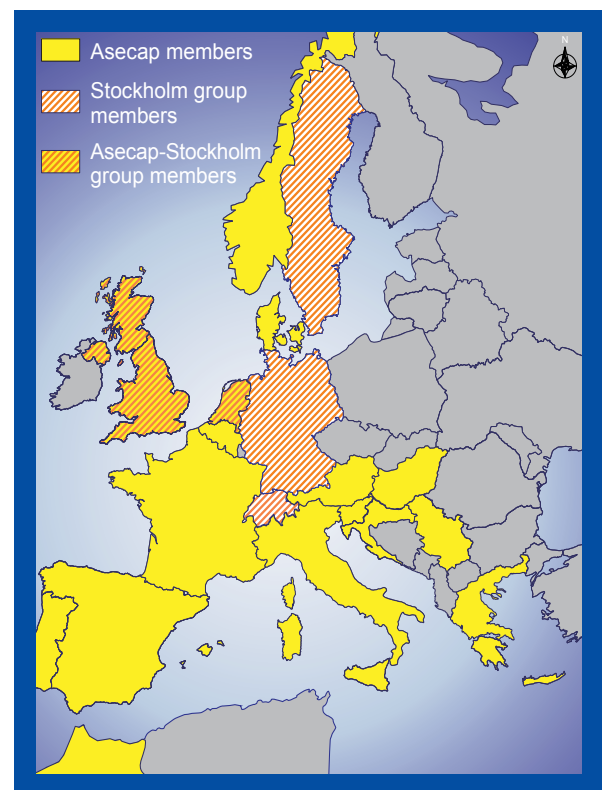 Asecap members
Stockholm group
members
Asecap-Stockholm
group members
N